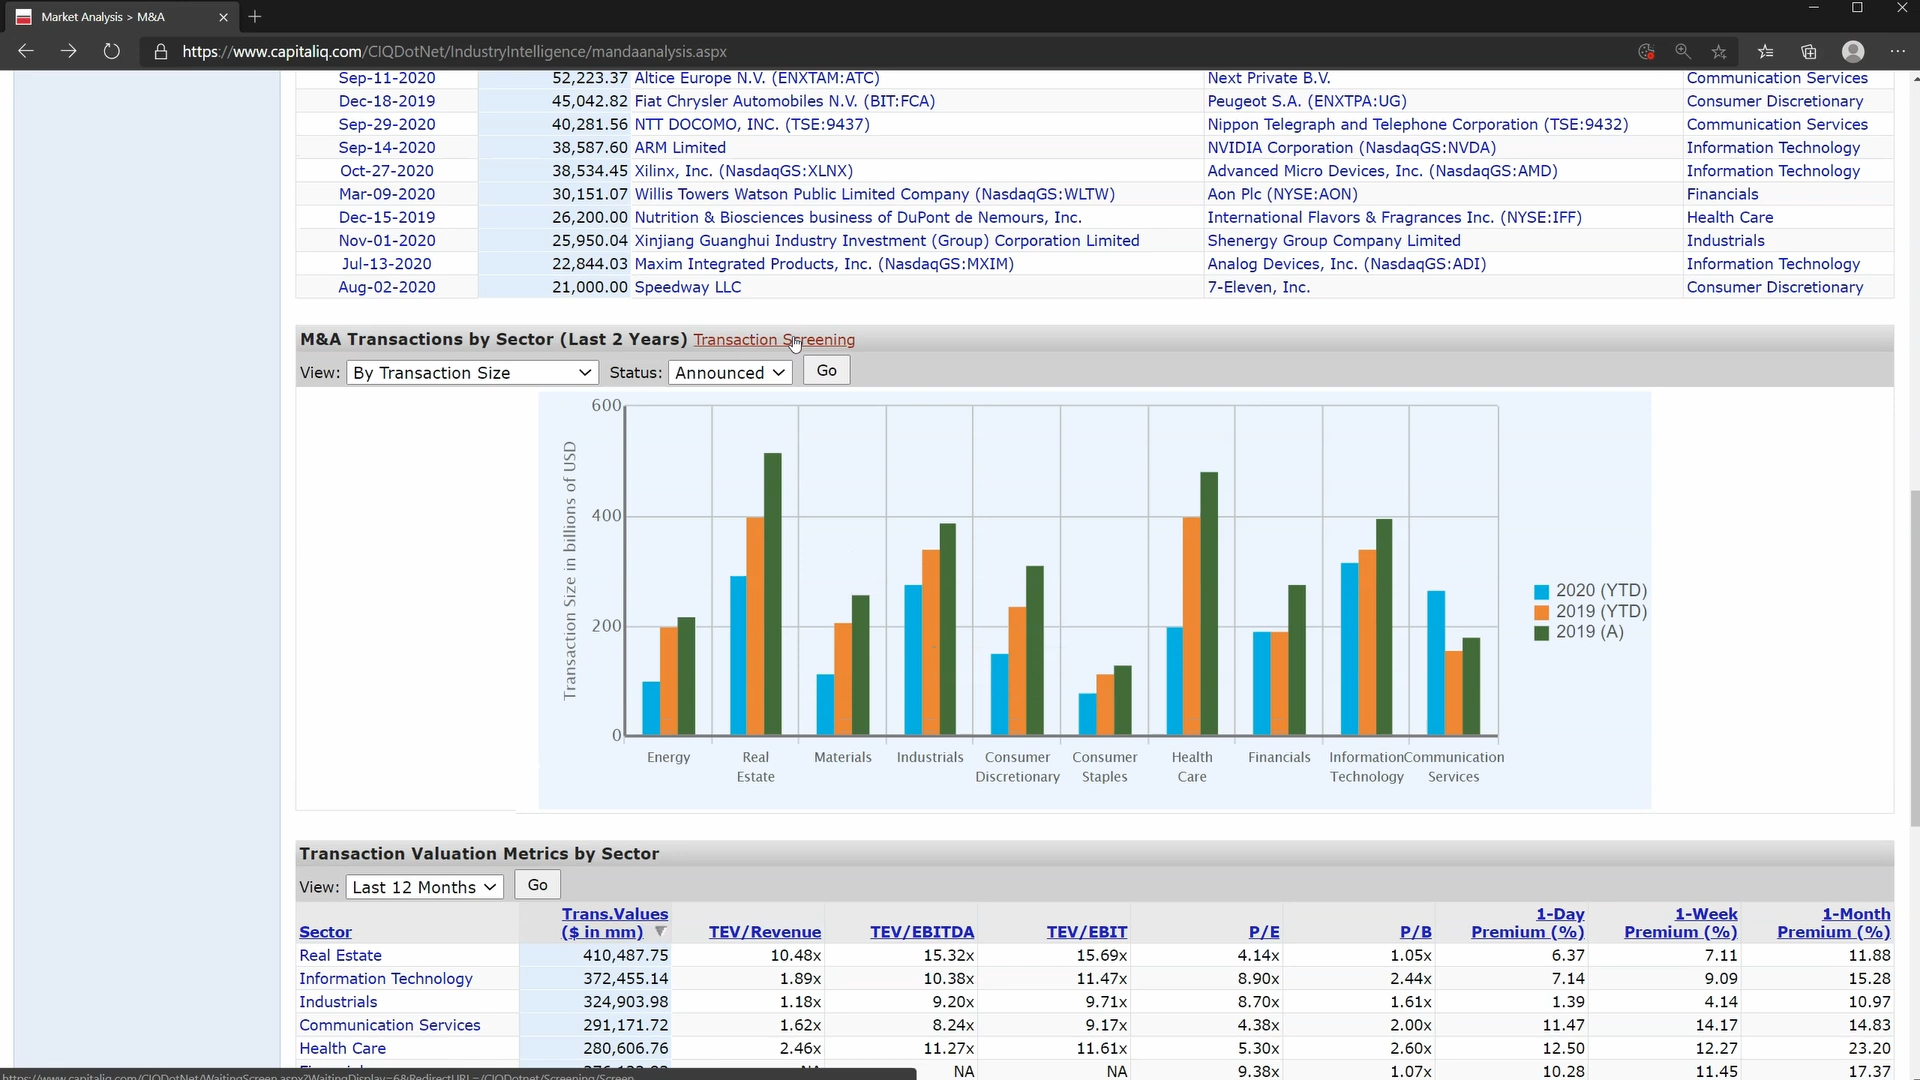 Market Analysis > M&A
https://www.capitaliq.com/CIQDotNet/IndustryIntelligence/mandaanalysis.aspx
Sep-11-2020 52,223.37 Altice Europe N.V. (ENXTAM:ATC) Next Private B.V. Communication Services
Dec-18-2019 45,042.82 Fiat Chrysler Automobiles N.V. (BIT:FCA) Peugeot S.A. (ENXTPA:UG) Consumer Discretionary
Sep-29-2020 40,281.56 NTT DOCOMO, INC. (TSE:9437) Nippon Telegraph and Telephone Corporation (TSE:9432) Communication Services
Sep-14-2020 38,587.60 ARM Limited NVIDIA Corporation (NasdaqGS:NVDA) Information Technology
Oct-27-2020 38,534.45 Xilinx, Inc. (NasdaqGS:XLNX) Advanced Micro Devices, Inc. (NasdaqGS:AMD) Information Technology
Mar-09-2020 30,151.07 Willis Towers Watson Public Limited Company (NasdaqGS:WLTW) Aon Plc (NYSE:AON) Financials
Dec-15-2019 26,200.00 Nutrition & Biosciences business of DuPont de Nemours, Inc. International Flavors & Fragrances Inc. (NYSE:IFF) Health Care
Nov-01-2020 25,950.04 Xinjiang Guanghui Industry Investment (Group) Corporation Limited Shenergy Group Company Limited Industrials
Jul-13-2020 22,844.03 Maxim Integrated Products, Inc. (NasdaqGS:MXIM) Analog Devices, Inc. (NasdaqGS:ADI) Information Technology
Aug-02-2020 21,000.00 Speedway LLC 7-Eleven, Inc. Consumer Discretionary
M&A Transactions by Sector (Last 2 Years) Transaction Screening
View: By Transaction Size Status: Announced Go
Transaction Size in billions of USD
600
400
200
0
Energy Real Estate Materials Industrials Consumer Discretionary Consumer Staples Health Care Financials Information Technology Communication Services
2020 (YTD)
2019 (YTD)
2019 (A)
Transaction Valuation Metrics by Sector
View: Last 12 Months Go
Sector Trans.Values ($ in mm) TEV/Revenue TEV/EBITDA TEV/EBIT P/E P/B 1-Day Premium (%) 1-Week Premium (%) 1-Month Premium (%)
Real Estate 410,487.75 10.48x 15.32x 15.69x 4.14x 1.05x 6.37 7.11 11.88
Information Technology 372,455.14 1.89x 10.38x 11.47x 8.90x 2.44x 7.14 9.09 15.28
Industrials 324,903.98 1.18x 9.20x 9.71x 8.70x 1.61x 1.39 4.14 10.97
Communication Services 291,171.72 1.62x 8.24x 9.17x 4.38x 2.00x 11.47 14.17 14.83
Health Care 280,606.76 2.46x 11.27x 11.61x 5.30x 2.60x 12.50 12.27 23.20
NA NA 9.38x 1.07x 10.28 11.45 17.37